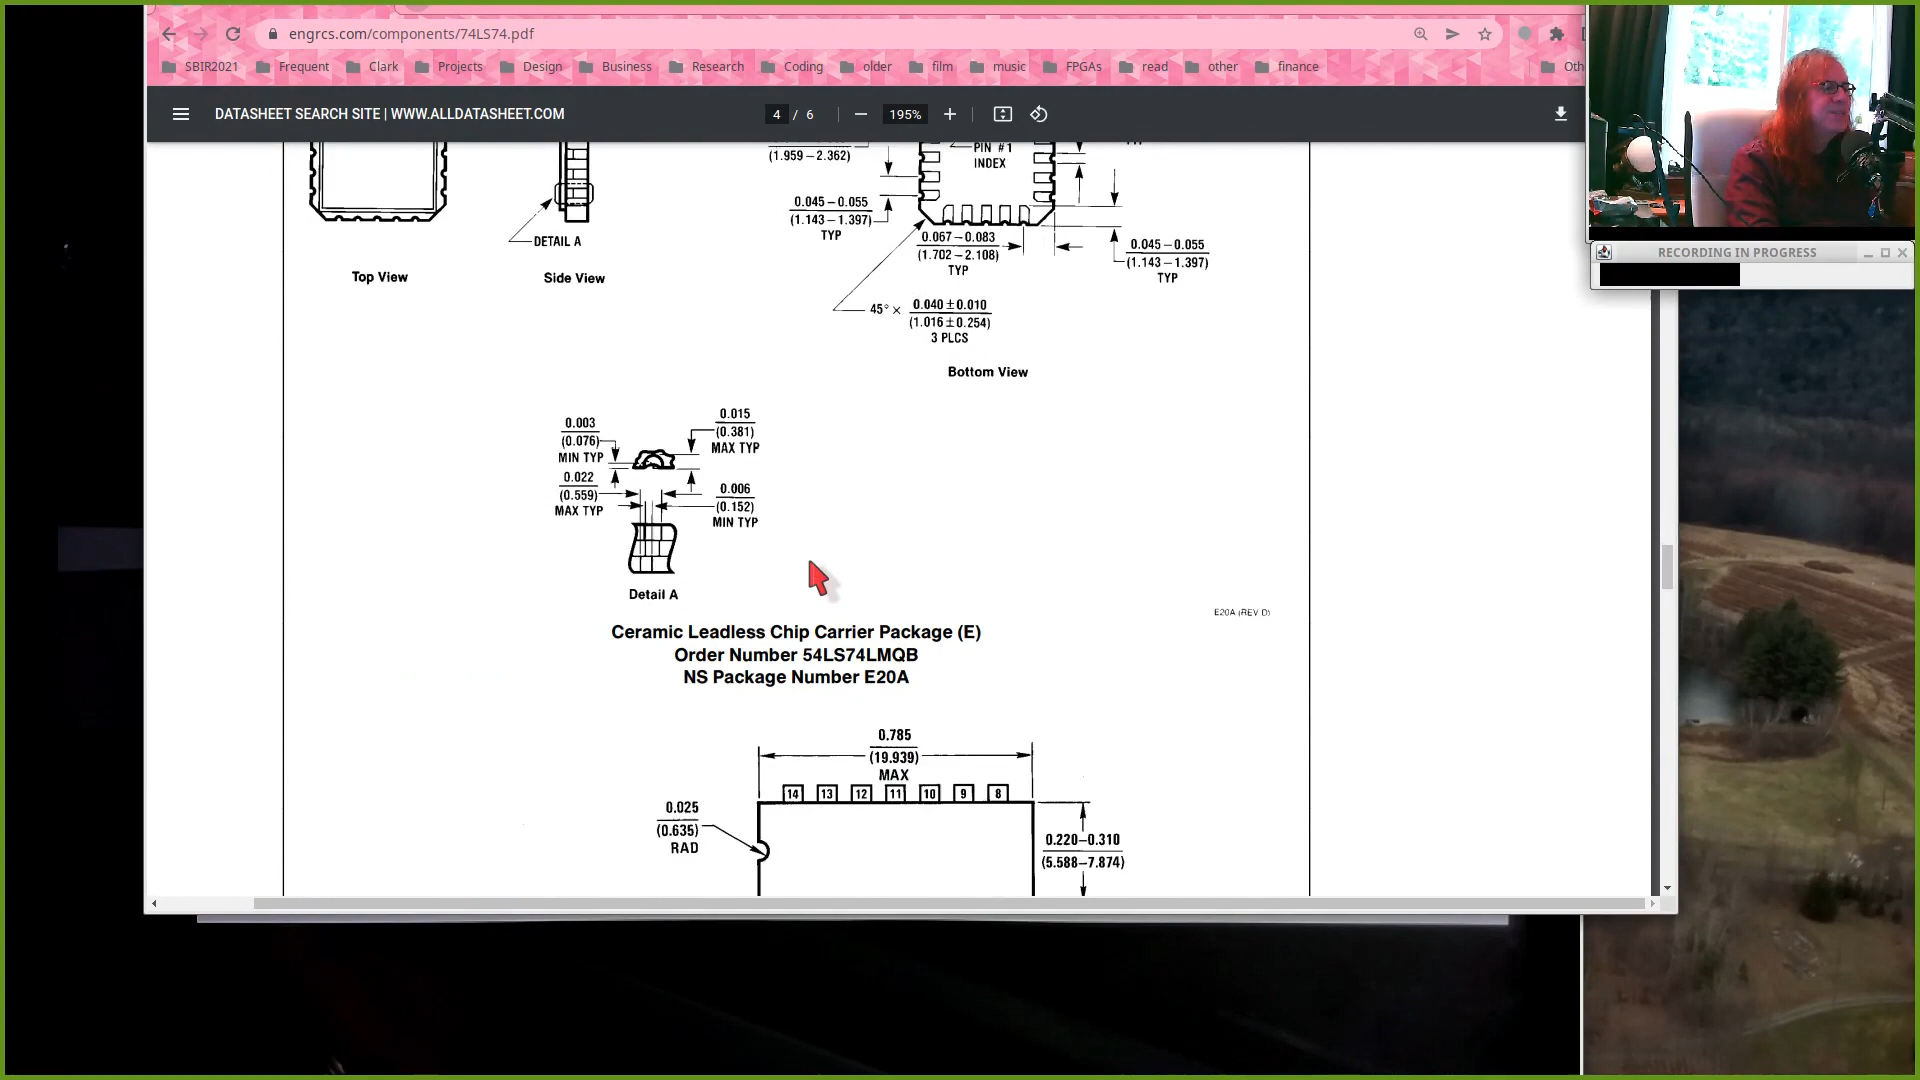 engrcs.com/components/74LS74.pdf
SBIR2021 Frequent Clark Projects Design Business Research Coding older film music FPGAs read other finance Oth
DATASHEET SEARCH SITE | WWW.ALLDATASHEET.COM
4 / 6
195%
RECORDING IN PROGRESS
(1.959–2.362)
PIN #1
INDEX
0.045–0.055
(1.143–1.397)
TYP
DETAIL A
0.067–0.083
(1.702–2.108)
TYP
0.045–0.055
(1.143–1.397)
TYP
Top View
Side View
45° ×
0.040±0.010
(1.016±0.254)
3 PLCS
Bottom View
0.003
(0.076)
MIN TYP
0.015
(0.381)
MAX TYP
0.022
(0.559)
MAX TYP
0.006
(0.152)
MIN TYP
Detail A
E20A (REV D)
Ceramic Leadless Chip Carrier Package (E)
Order Number 54LS74LMQB
NS Package Number E20A
0.785
(19.939)
MAX
14 13 12 11 10 9 8
0.025
(0.635)
RAD
0.220–0.310
(5.588–7.874)